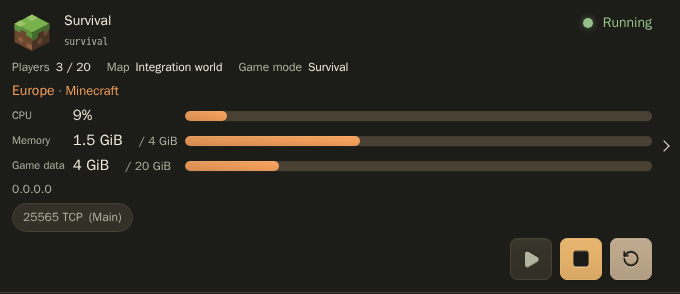 Survival
survival
Running
Players 3 / 20 Map Integration world Game mode Survival
Europe · Minecraft
CPU 9%
Memory 1.5 GiB / 4 GiB
Game data 4 GiB / 20 GiB
0.0.0.0
25565 TCP (Main)